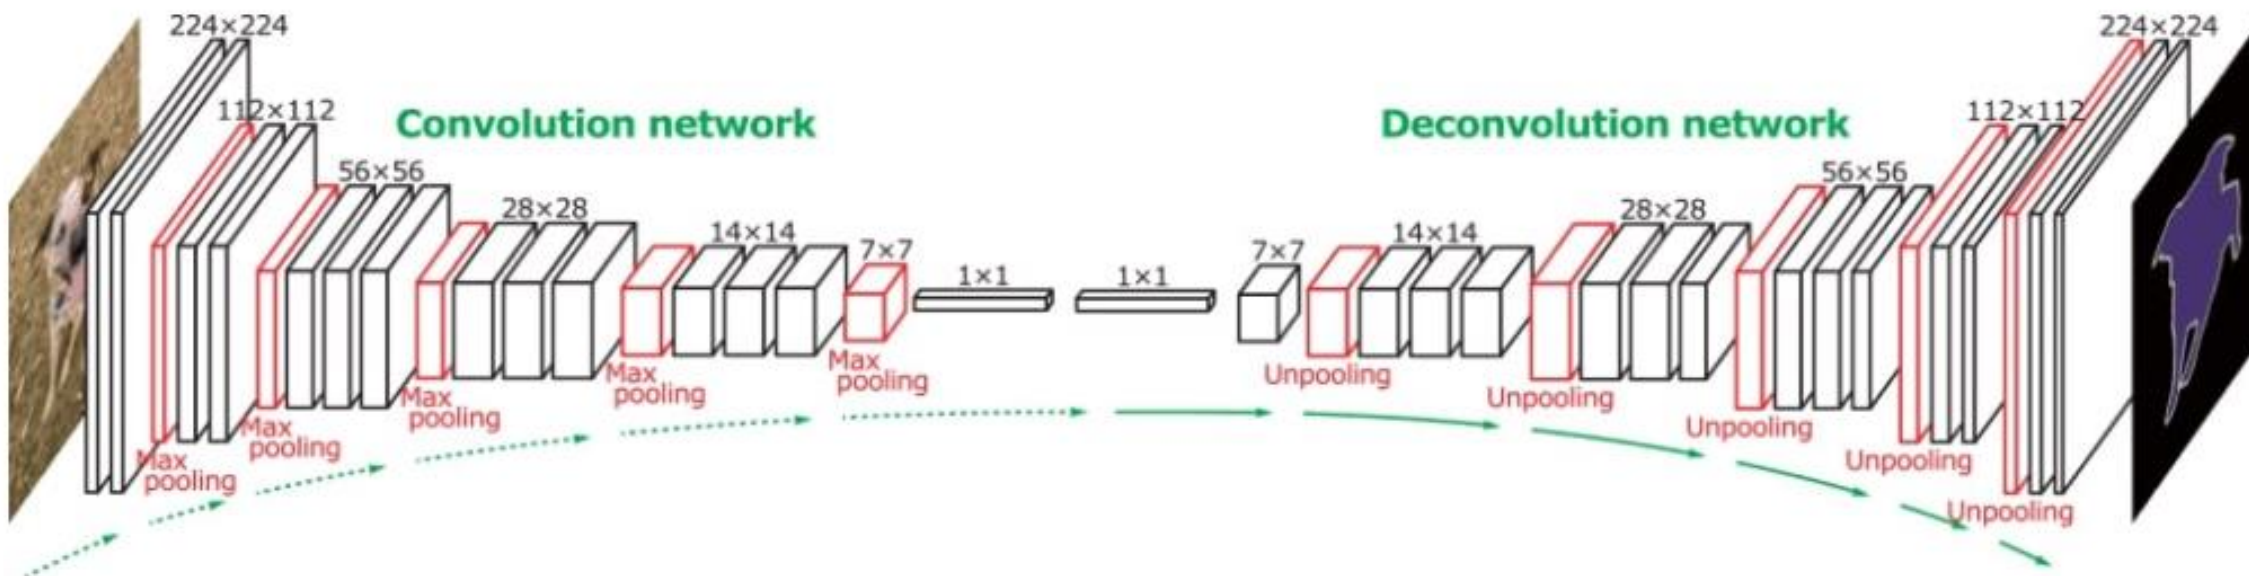 224×224
112×112
Convolution network
56×56
28×28
14×14
7×7
1×1
1×1
7×7
14×14
28×28
56×56
Deconvolution network
112×112
224×224
Max
pooling
Max
pooling
Max
pooling
Max
pooling
Max
pooling
Unpooling
Unpooling
Unpooling
Unpooling
Unpooling